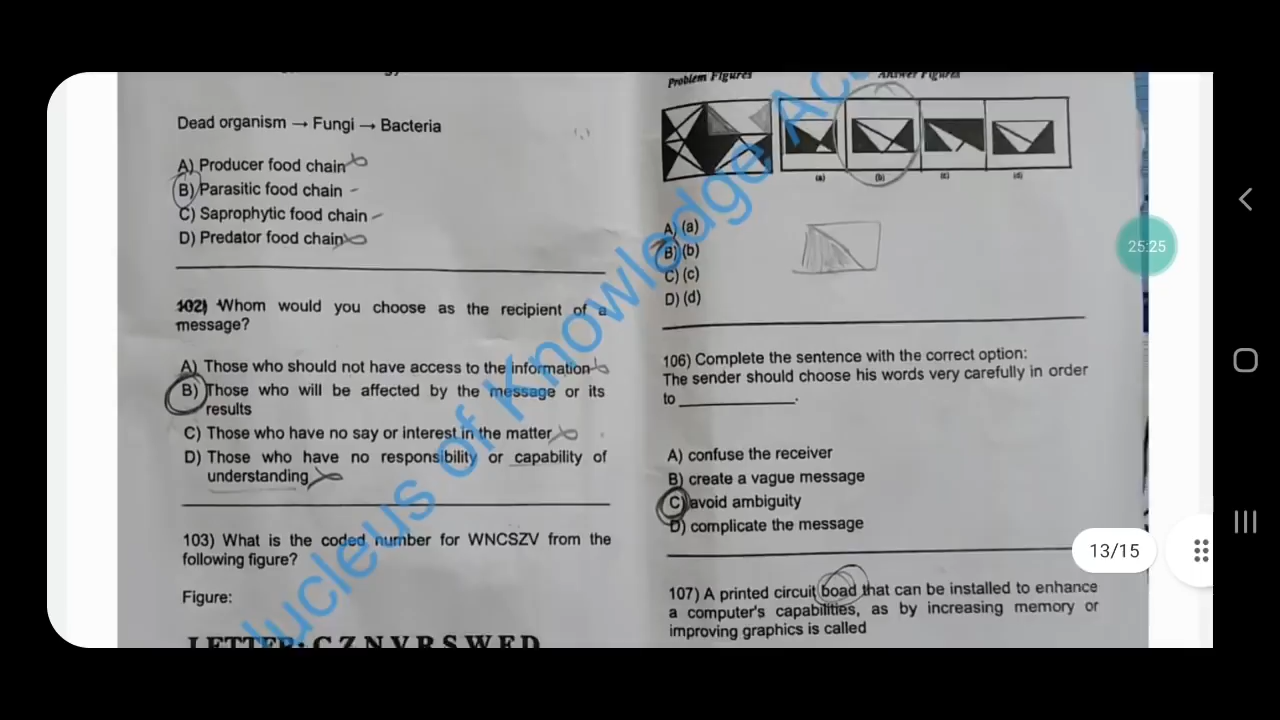 Problem Figures
Answer Figures
Dead organism → Fungi → Bacteria
A) Producer food chain
B) Parasitic food chain
C) Saprophytic food chain
D) Predator food chain
102) Whom would you choose as the recipient of a
message?
A) Those who should not have access to the information
B) Those who will be affected by the message or its
results
C) Those who have no say or interest in the matter
D) Those who have no responsibility or capability of
understanding
103) What is the coded number for WNCSZV from the
following figure?
Figure:
LETTER: C Z N V R S W E D
(a) (b) (c) (d)
A) (a)
B) (b)
C) (c)
D) (d)
106) Complete the sentence with the correct option:
The sender should choose his words very carefully in order
to ____________.
A) confuse the receiver
B) create a vague message
C) avoid ambiguity
D) complicate the message
107) A printed circuit boad that can be installed to enhance
a computer's capabilities, as by increasing memory or
improving graphics is called
ucleus of Knowledge Ac
25:25
13/15